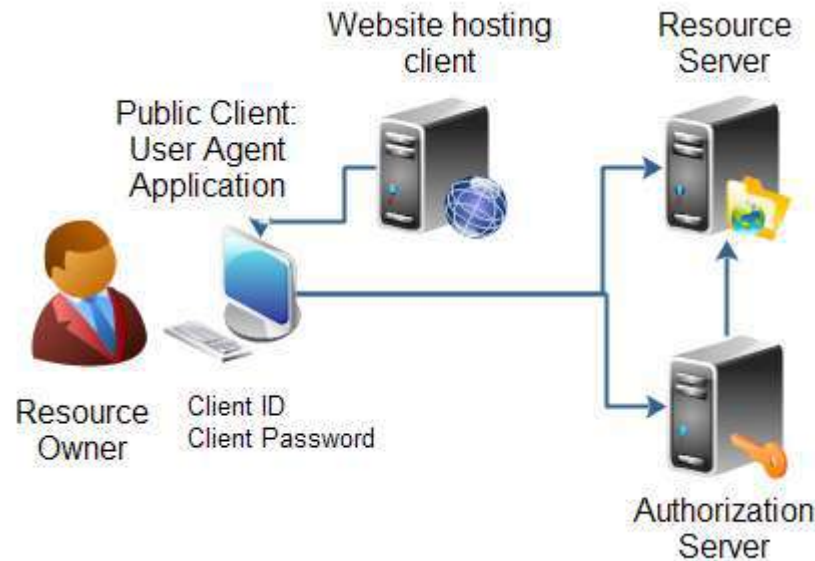 Website hosting
client
Resource
Server
Public Client:
User Agent
Application
Resource
Owner
Client ID
Client Password
Authorization
Server